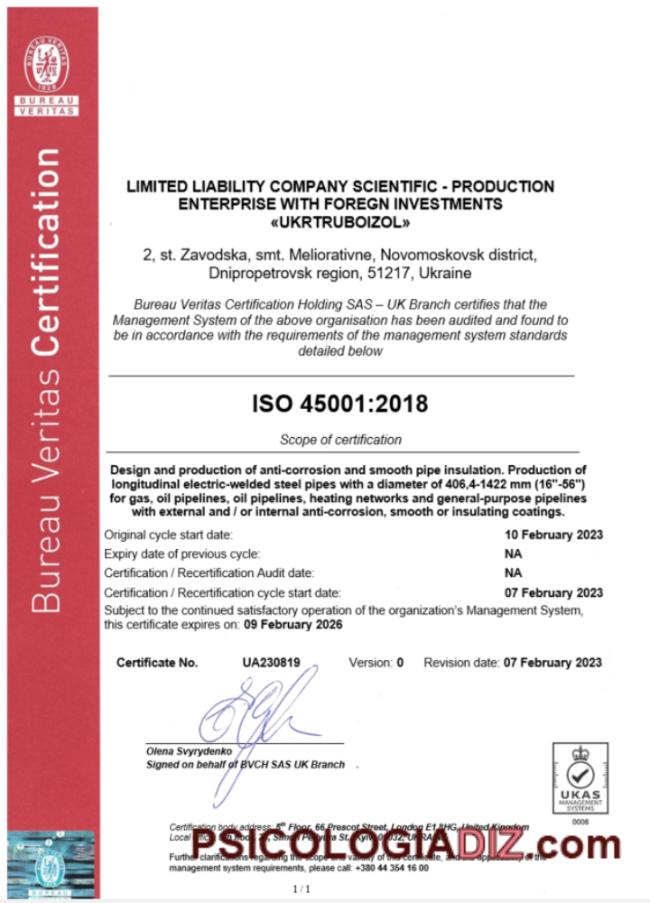 BUREAU VERITAS
1828
BUREAU
VERITAS
Bureau Veritas Certification
LIMITED LIABILITY COMPANY SCIENTIFIC - PRODUCTION
ENTERPRISE WITH FOREGN INVESTMENTS
«UKRTRUBOIZOL»
2, st. Zavodska, smt. Meliorativne, Novomoskovsk district,
Dnipropetrovsk region, 51217, Ukraine
Bureau Veritas Certification Holding SAS – UK Branch certifies that the
Management System of the above organisation has been audited and found to
be in accordance with the requirements of the management system standards
detailed below
ISO 45001:2018
Scope of certification
Design and production of anti-corrosion and smooth pipe insulation. Production of
longitudinal electric-welded steel pipes with a diameter of 406,4-1422 mm (16"-56")
for gas, oil pipelines, oil pipelines, heating networks and general-purpose pipelines
with external and / or internal anti-corrosion, smooth or insulating coatings.
Original cycle start date: 10 February 2023
Expiry date of previous cycle: NA
Certification / Recertification Audit date: NA
Certification / Recertification cycle start date: 07 February 2023
Subject to the continued satisfactory operation of the organization's Management System,
this certificate expires on: 09 February 2026
Certificate No. UA230819 Version: 0 Revision date: 07 February 2023
Olena Svyrydenko
Signed on behalf of BVCH SAS UK Branch
UKAS
MANAGEMENT
SYSTEMS
0008
Certification body address: 5th Floor, 66 Prescot Street, London E1 8HG, United Kingdom
Local
PSICOLOGIADIZ.com
Further clarifications regarding the scope and validity of this certificate, and the of the
management system requirements, please call: +380 44 354 16 00
BUREAU
1 / 1